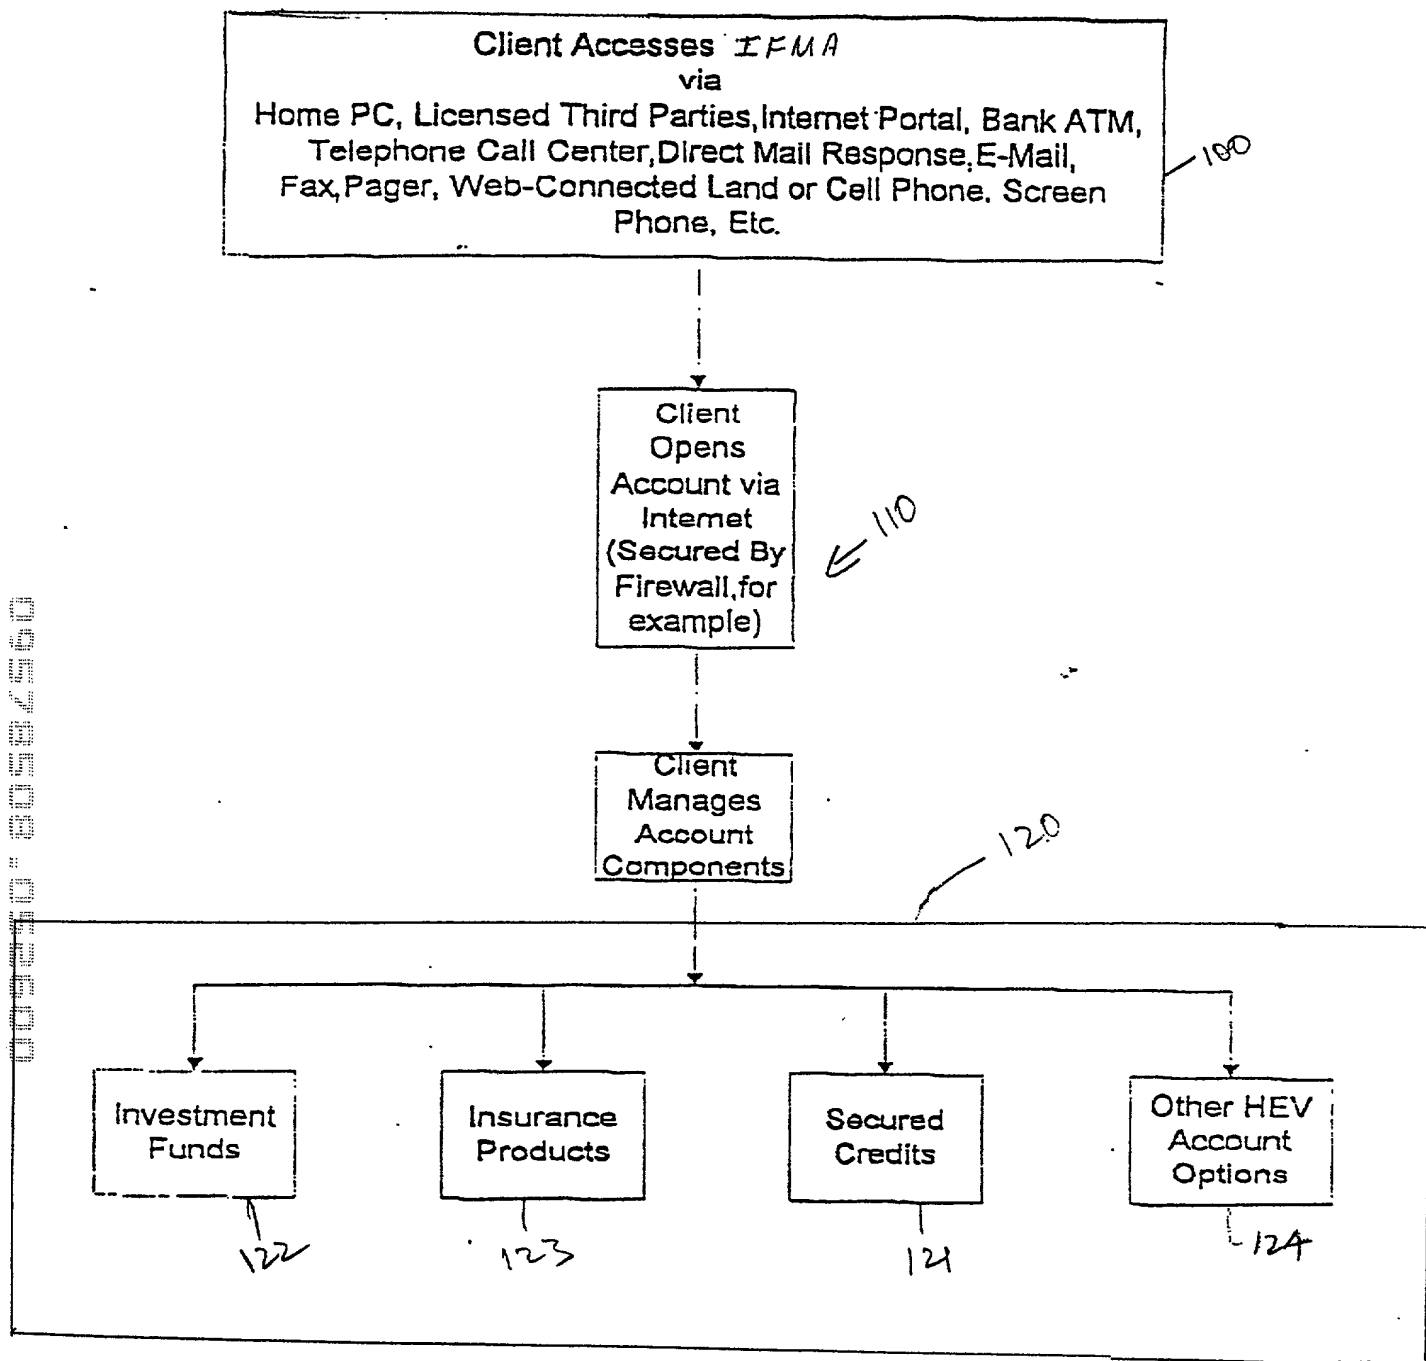 Client Accesses IFMA
via
Home PC, Licensed Third Parties,Internet Portal, Bank ATM,
Telephone Call Center,Direct Mail Response,E-Mail,
Fax,Pager, Web-Connected Land or Cell Phone. Screen
Phone, Etc.
100
Client
Opens
Account via
Internet
(Secured By
Firewall,for
example)
110
Client
Manages
Account
Components
120
09578508.052600
Investment
Funds
Insurance
Products
Secured
Credits
Other HEV
Account
Options
122
123
121
124